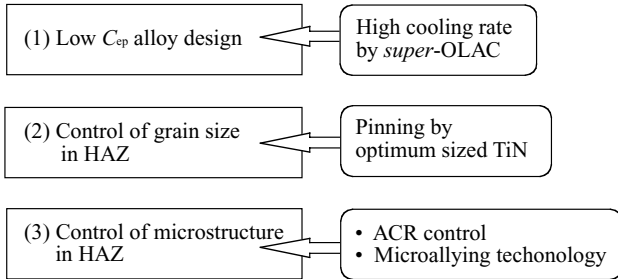 (1) Low Cep alloy design
High cooling rate
by super-OLAC
(2) Control of grain size
in HAZ
Pinning by
optimum sized TiN
(3) Control of microstructure
in HAZ
• ACR control
• Microallying techonology